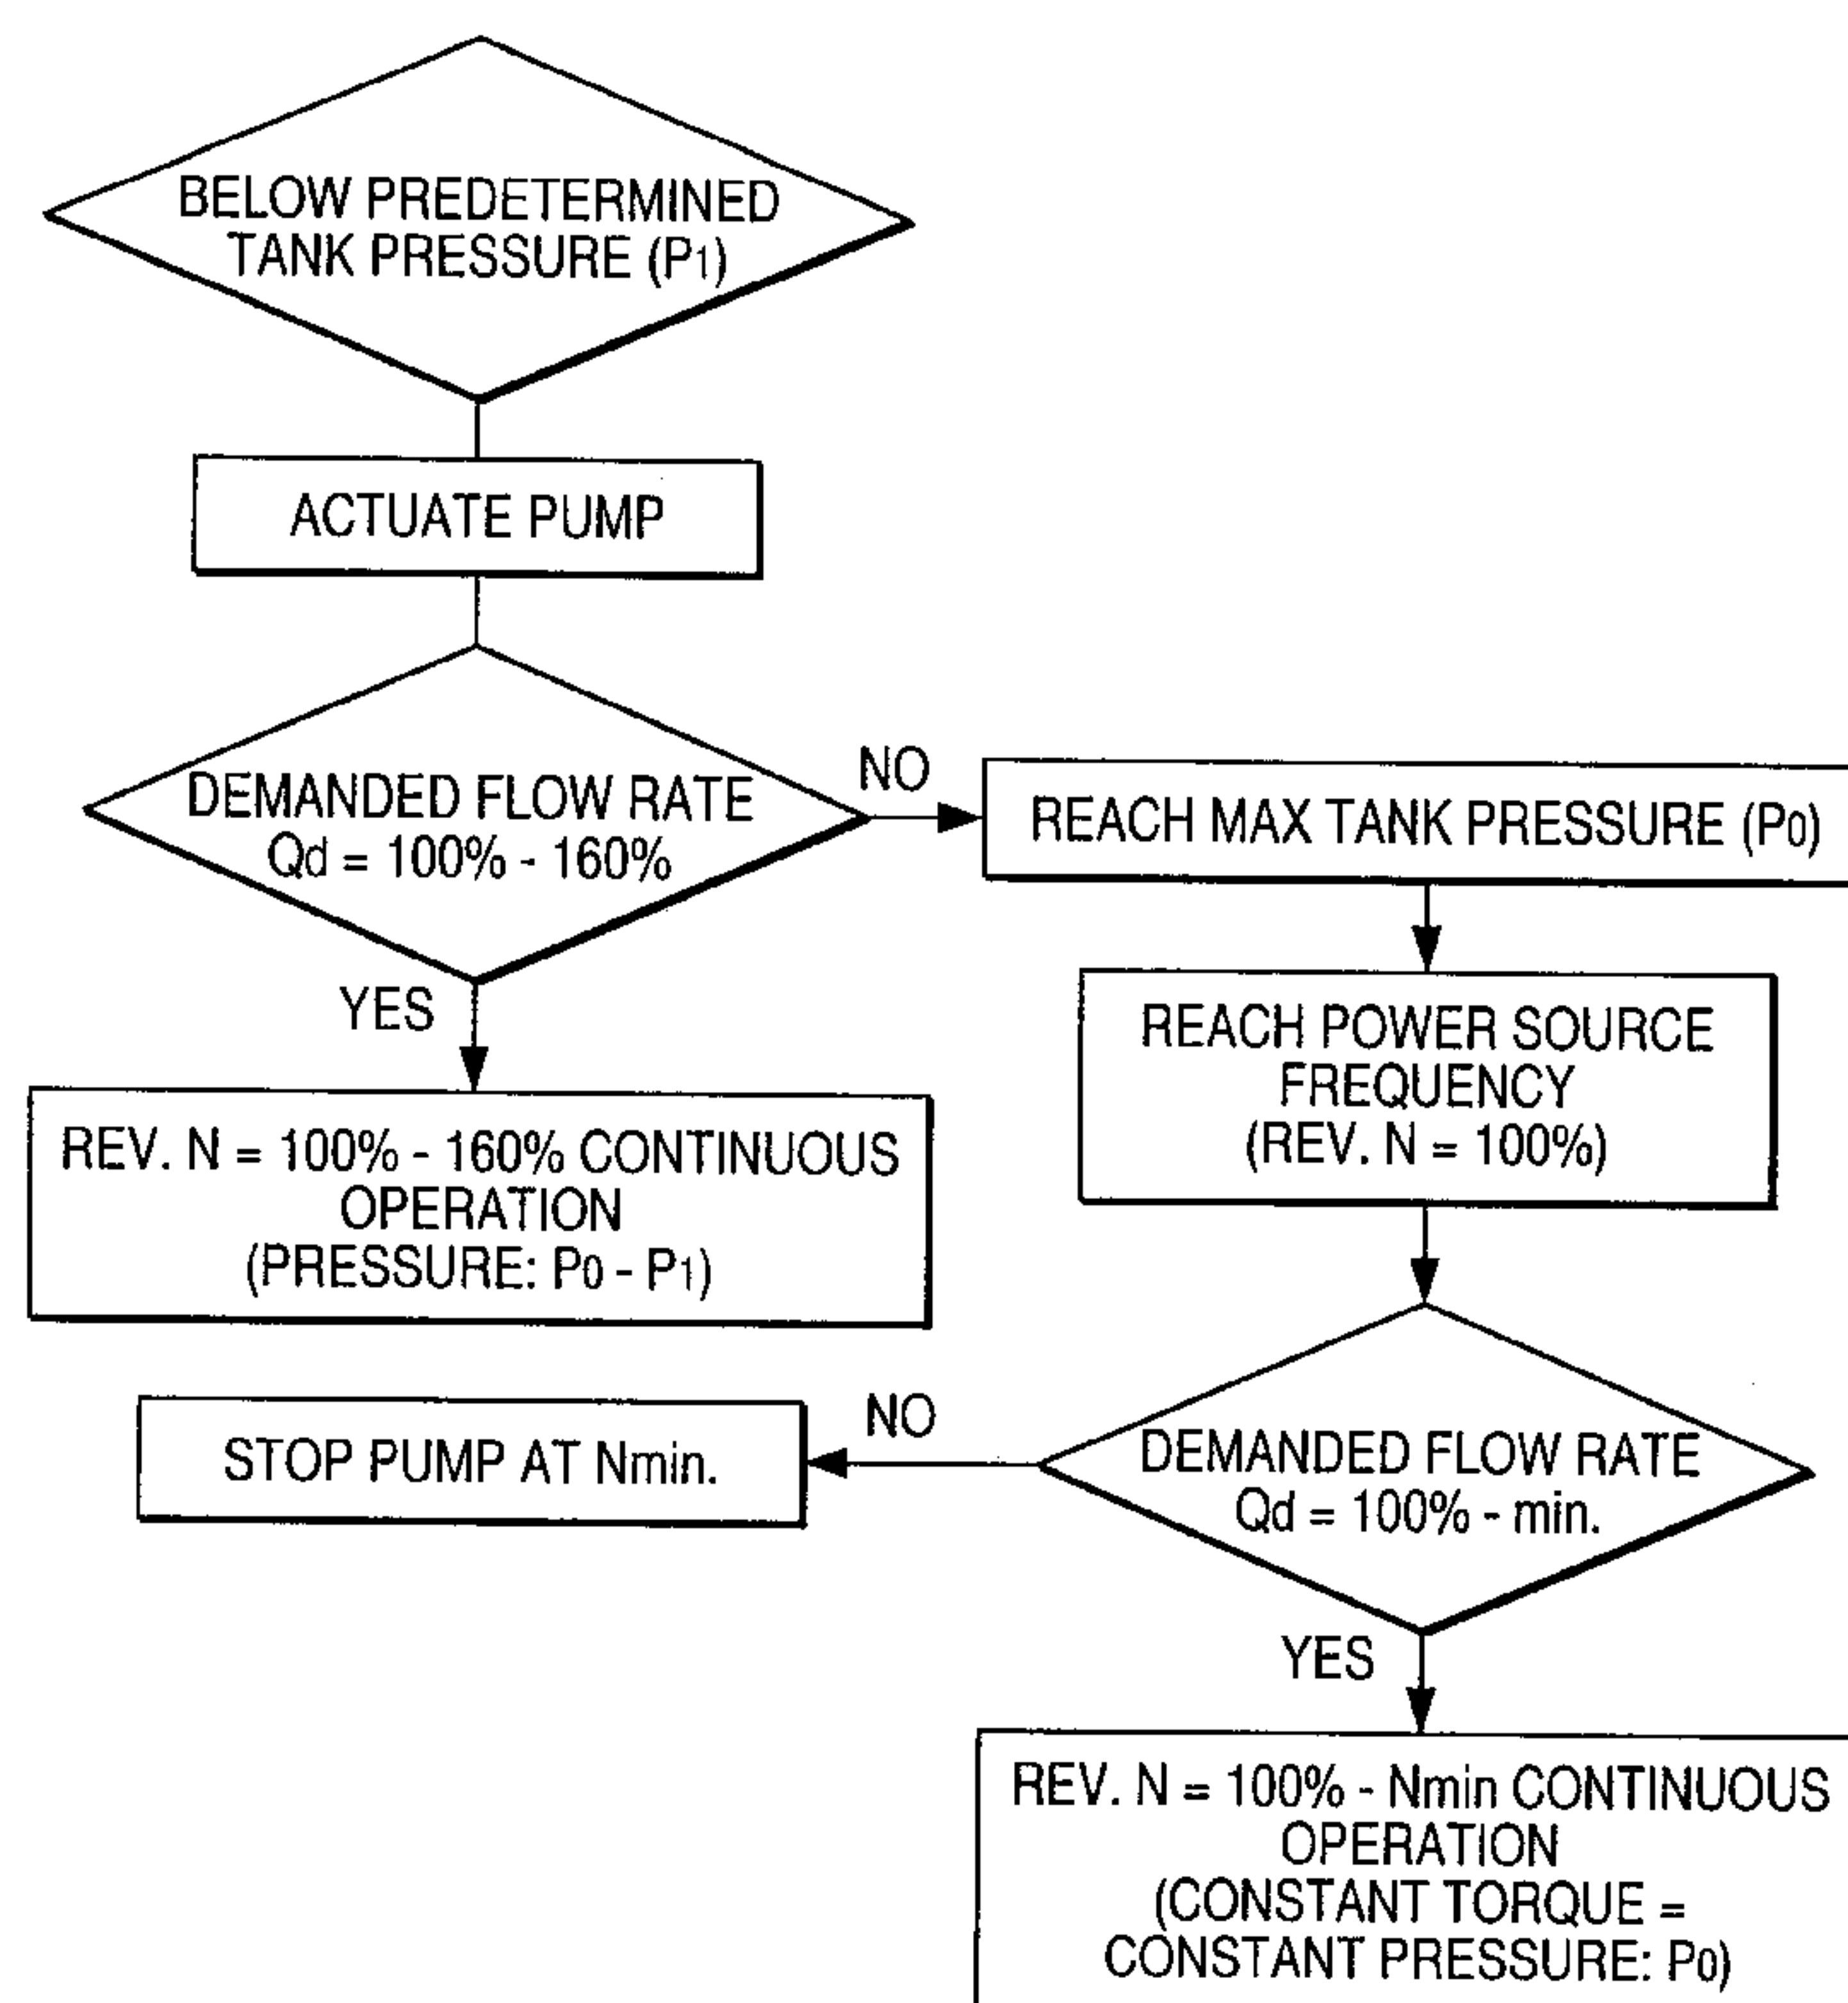 BELOW PREDETERMINED
TANK PRESSURE (P1)
ACTUATE PUMP
DEMANDED FLOW RATE
Qd = 100% - 160%
NO
REACH MAX TANK PRESSURE (P0)
YES
REACH POWER SOURCE
FREQUENCY
(REV. N = 100%)
REV. N = 100% - 160% CONTINUOUS
OPERATION
(PRESSURE: P0 - P1)
STOP PUMP AT Nmin.
NO
DEMANDED FLOW RATE
Qd = 100% - min.
YES
REV. N = 100% - Nmin CONTINUOUS
OPERATION
(CONSTANT TORQUE =
CONSTANT PRESSURE: P0)